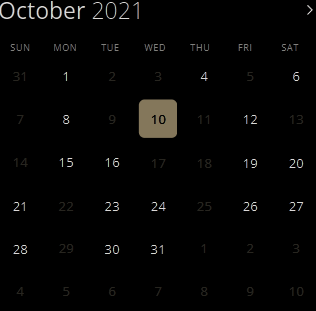 October 2021
SUN MON TUE WED THU FRI SAT
31 1 2 3 4 5 6
7 8 9 10 11 12 13
14 15 16 17 18 19 20
21 22 23 24 25 26 27
28 29 30 31 1 2 3
4 5 6 7 8 9 10